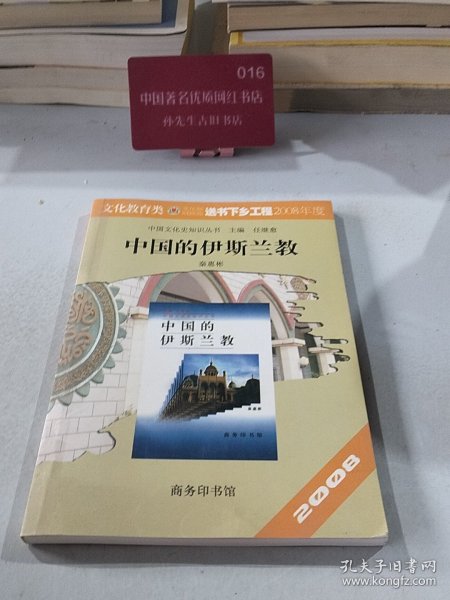 016
中国著名优质网红书店
孙先生古旧书店
文化教育类
送书下乡工程2008年度
中国文化史知识丛书 主编 任继愈
中国的伊斯兰教
秦惠彬
中国的
伊斯兰教
秦惠彬
商务印书馆
2008
商务印书馆
孔夫子旧书网
www.kongfz.com